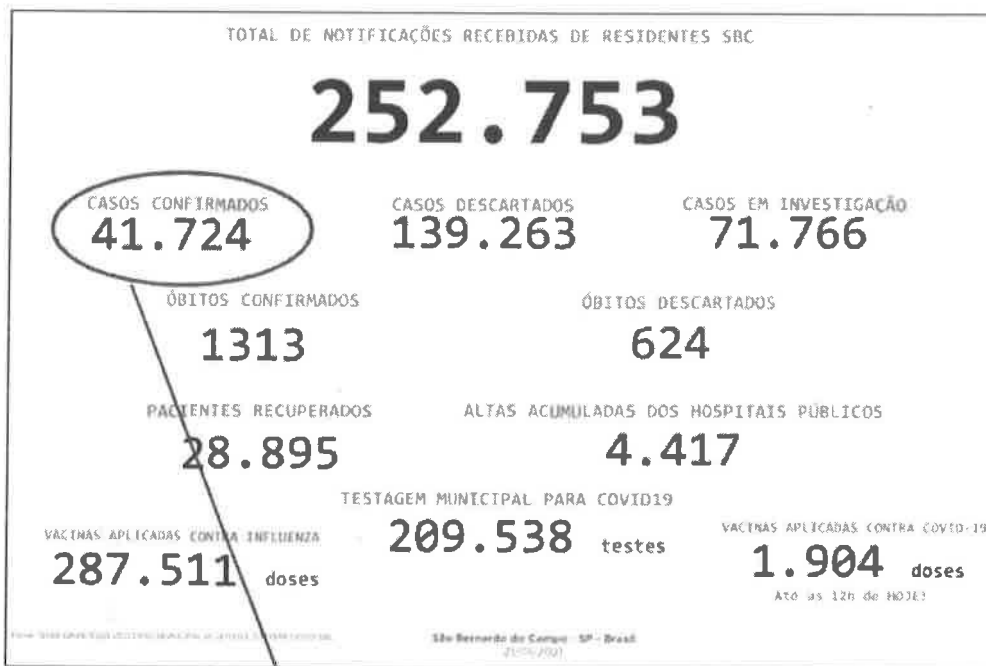 TOTAL DE NOTIFICAÇÕES RECEBIDAS DE RESIDENTES SBC
252.753
CASOS CONFIRMADOS
41.724
CASOS DESCARTADOS
139.263
CASOS EM INVESTIGAÇÃO
71.766
ÓBITOS CONFIRMADOS
1313
ÓBITOS DESCARTADOS
624
PACIENTES RECUPERADOS
28.895
ALTAS ACUMULADAS DOS HOSPITAIS PÚBLICOS
4.417
TESTAGEM MUNICIPAL PARA COVID19
209.538 testes
VACINAS APLICADAS CONTRA INFLUENZA
287.511 doses
VACINAS APLICADAS CONTRA COVID-19
1.904 doses
Até as 12h de HOJE!
São Bernardo do Campo - SP - Brasil